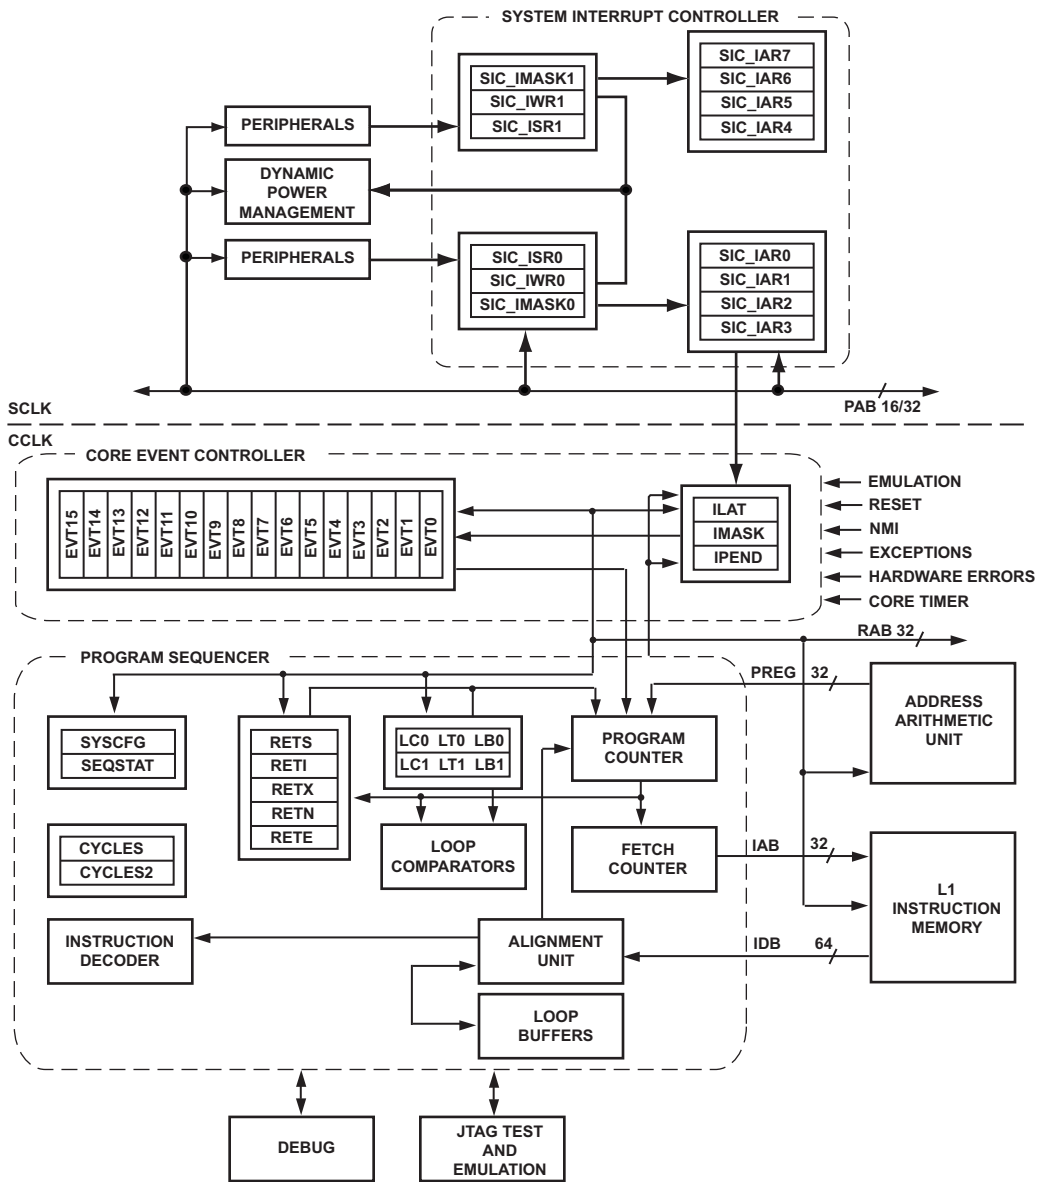 SYSTEM INTERRUPT CONTROLLER
SIC_IMASK1
SIC_IWR1
SIC_ISR1
SIC_IAR7
SIC_IAR6
SIC_IAR5
SIC_IAR4
PERIPHERALS
DYNAMIC
POWER
MANAGEMENT
PERIPHERALS
SIC_ISR0
SIC_IWR0
SIC_IMASK0
SIC_IAR0
SIC_IAR1
SIC_IAR2
SIC_IAR3
SCLK
PAB 16/32
CCLK
CORE EVENT CONTROLLER
EVT15
EVT14
EVT13
EVT12
EVT11
EVT10
EVT9
EVT8
EVT7
EVT6
EVT5
EVT4
EVT3
EVT2
EVT1
EVT0
ILAT
IMASK
IPEND
EMULATION
RESET
NMI
EXCEPTIONS
HARDWARE ERRORS
CORE TIMER
RAB 32
PROGRAM SEQUENCER
PREG 32
ADDRESS
ARITHMETIC
UNIT
SYSCFG
SEQSTAT
RETS
RETI
RETX
RETN
RETE
LC0 LT0 LB0
LC1 LT1 LB1
PROGRAM
COUNTER
CYCLES
CYCLES2
LOOP
COMPARATORS
FETCH
COUNTER
IAB 32
L1
INSTRUCTION
MEMORY
INSTRUCTION
DECODER
ALIGNMENT
UNIT
IDB 64
LOOP
BUFFERS
DEBUG
JTAG TEST
AND
EMULATION